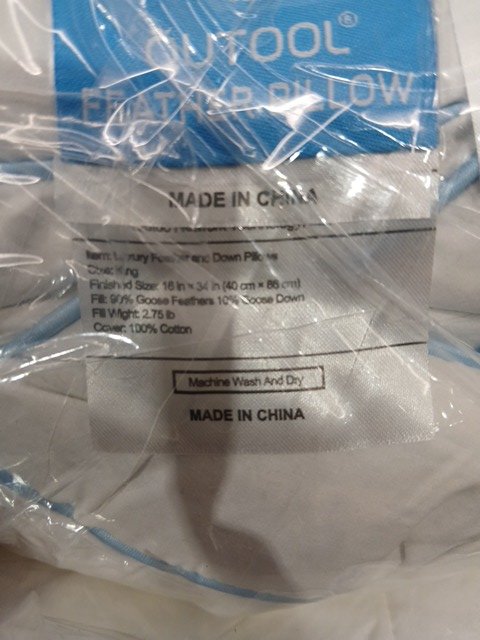 OUTOOL®
FEATHER PILLOW
MADE IN CHINA
Item: Luxury Feather and Down Pillows
King
Finished Size: 16 in × 34 in (40 cm × 86 cm)
Fill: 90% Goose Feathers 10% Goose Down
Fill Wight: 2.75 lb
Cover: 100% Cotton
Machine Wash And Dry
MADE IN CHINA